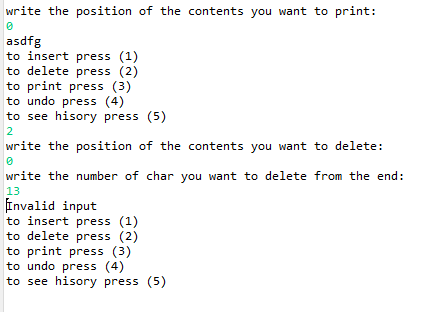 write the position of the contents you want to print:
0
asdfg
to insert press (1)
to delete press (2)
to print press (3)
to undo press (4)
to see hisory press (5)
2
write the position of the contents you want to delete:
0
write the number of char you want to delete from the end:
13
Invalid input
to insert press (1)
to delete press (2)
to print press (3)
to undo press (4)
to see hisory press (5)